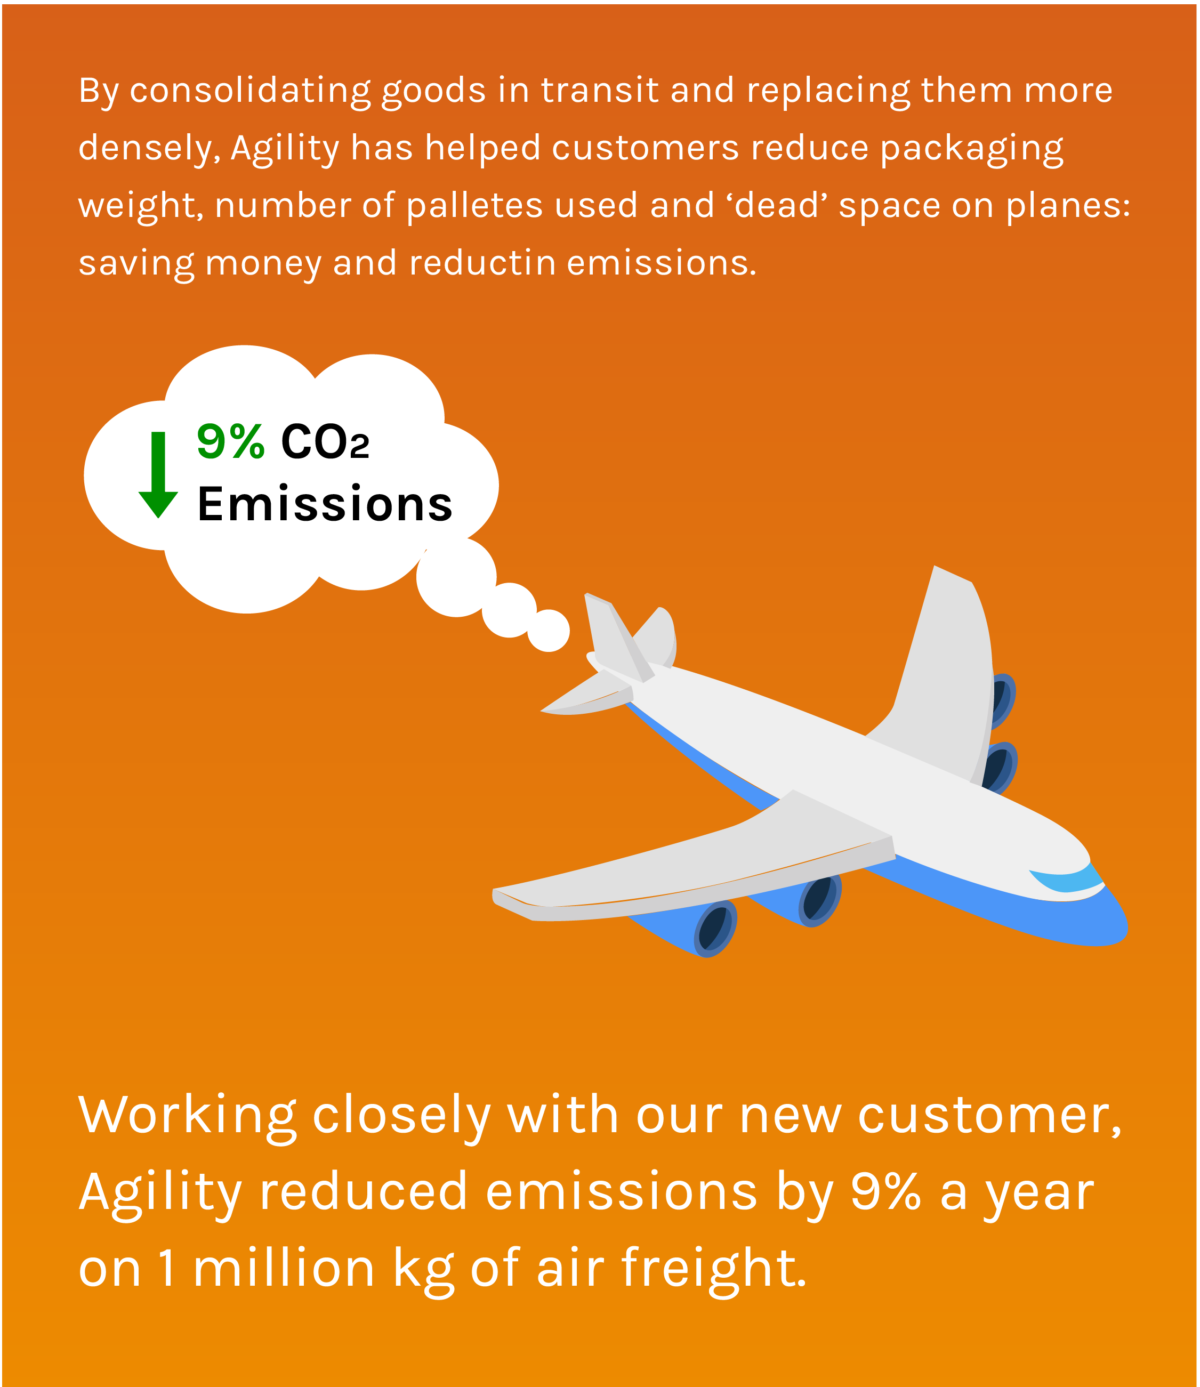 By consolidating goods in transit and replacing them more
densely, Agility has helped customers reduce packaging
weight, number of palletes used and ‘dead’ space on planes:
saving money and reductin emissions.
9% CO₂
Emissions
Working closely with our new customer,
Agility reduced emissions by 9% a year
on 1 million kg of air freight.